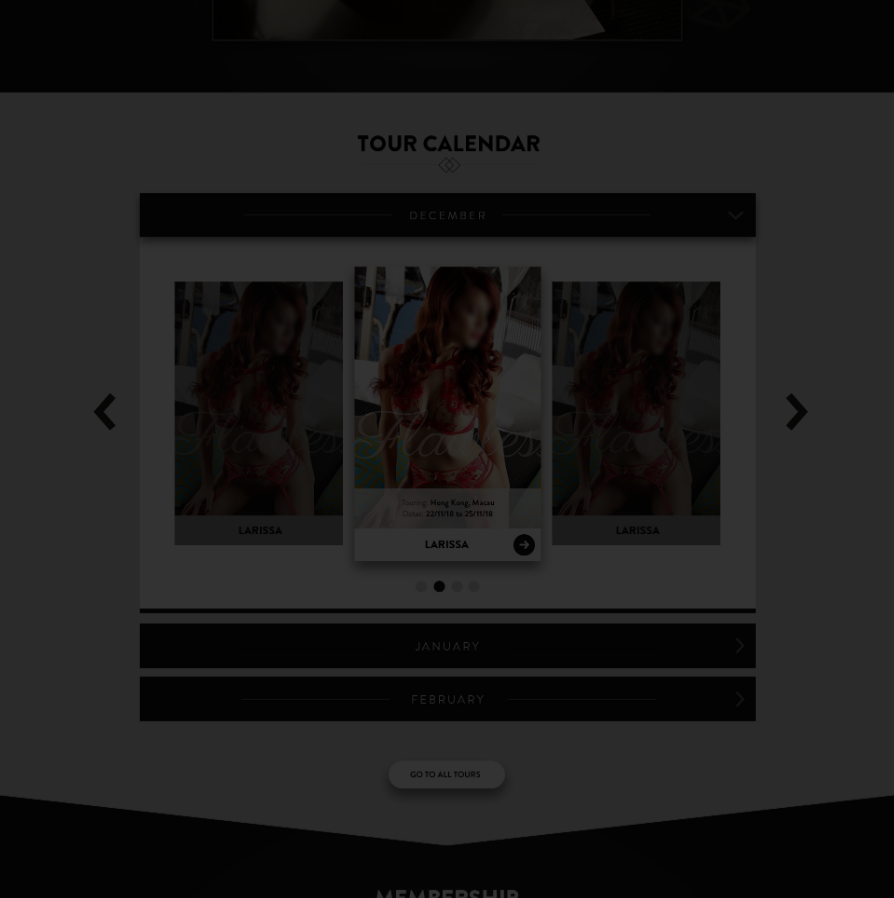 TOUR CALENDAR
DECEMBER
Touring: Hong Kong, Macau
Dates: 22/11/18 to 25/11/18
LARISSA
LARISSA
LARISSA
JANUARY
FEBRUARY
GO TO ALL TOURS
MEMBERSHIP